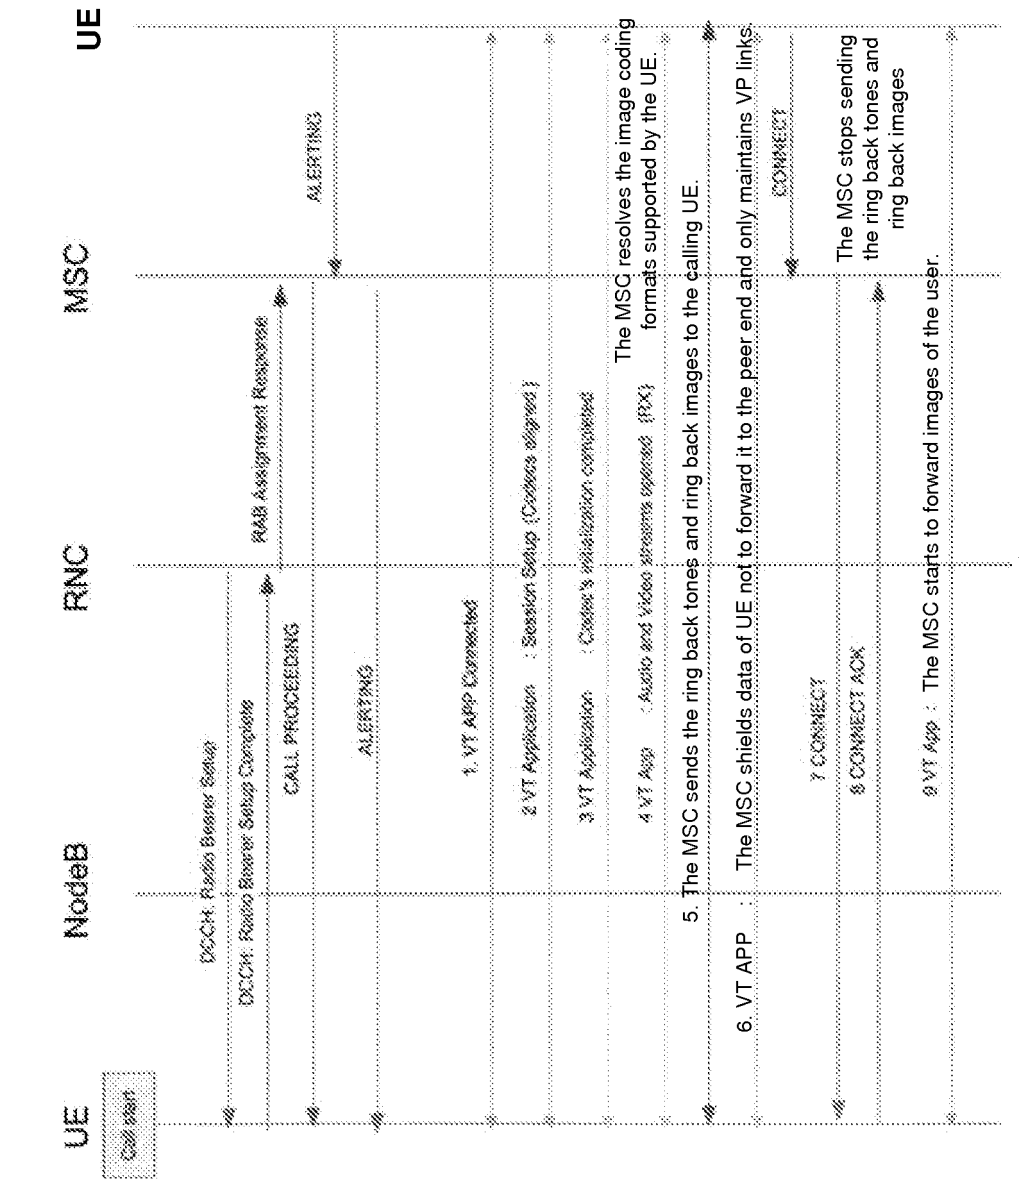 UE
NodeB
RNC
MSC
UE
Call start
DCCH: Radio Bearer Setup
DCCH: Radio Bearer Setup Complete
RAB Assignment Response
CALL PROCEEDING
ALERTING
ALERTING
1. VT APP Connected
2 VT Application : Session Setup (Codecs aligned)
3 VT Application : Codec's initialization completed
The MSC resolves the image coding
formats supported by the UE.
4 VT App : Audio and Video streams opened (RX)
5. The MSC sends the ring back tones and ring back images to the calling UE.
6. VT APP : The MSC shields data of UE not to forward it to the peer end and only maintains VP links.
CONNECT
7 CONNECT
8 CONNECT ACK
The MSC stops sending
the ring back tones and
ring back images
9 VT App : The MSC starts to forward images of the user.